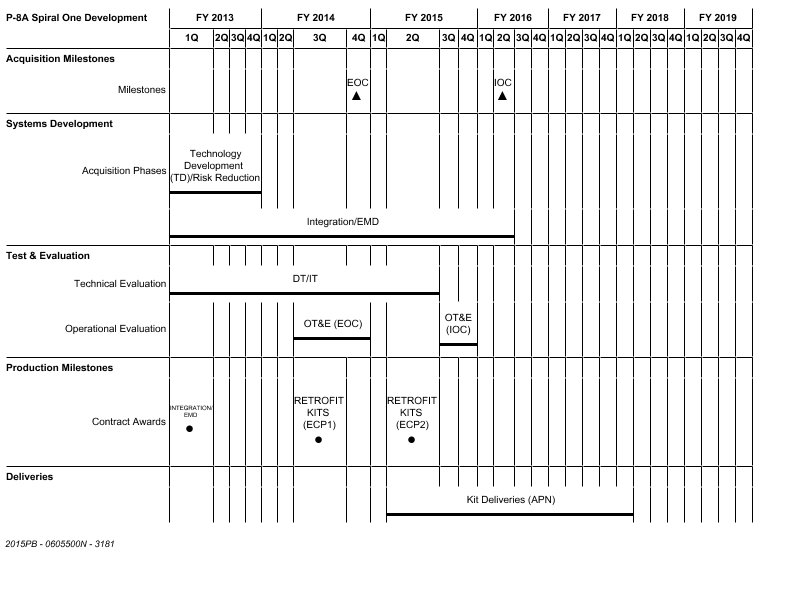 P-8A Spiral One Development FY 2013 FY 2014 FY 2015 FY 2016 FY 2017 FY 2018 FY 2019
1Q 2Q 3Q 4Q 1Q 2Q 3Q 4Q 1Q 2Q 3Q 4Q 1Q 2Q 3Q 4Q 1Q 2Q 3Q 4Q 1Q 2Q 3Q 4Q 1Q 2Q 3Q 4Q
Acquisition Milestones
EOC IOC
Milestones
Systems Development
Technology
Development
(TD)/Risk Reduction
Acquisition Phases
Integration/EMD
Test & Evaluation
DT/IT
Technical Evaluation
OT&E (EOC)
OT&E
(IOC)
Operational Evaluation
Production Milestones
INTEGRATION/
EMD
RETROFIT
KITS
(ECP1)
RETROFIT
KITS
(ECP2)
Contract Awards
Deliveries
Kit Deliveries (APN)
2015PB - 0605500N - 3181